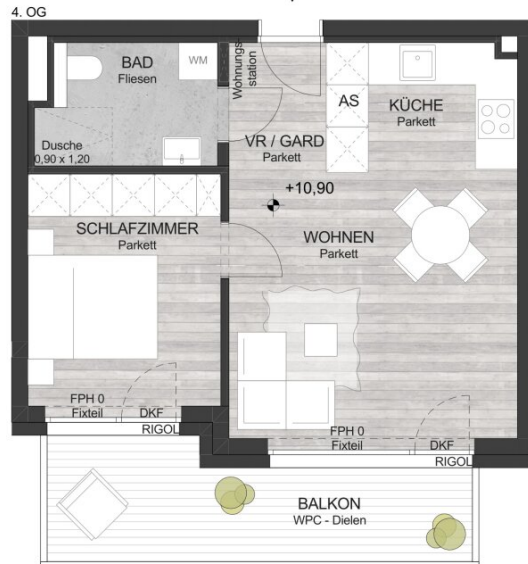 4. OG
BAD
Fliesen
WM
Wohnungs-
station
AS
KÜCHE
Parkett
VR / GARD
Parkett
Dusche
0,90 x 1,20
+10,90
SCHLAFZIMMER
Parkett
WOHNEN
Parkett
FPH 0
Fixteil
DKF
RIGOL
FPH 0
Fixteil
DKF
RIGOL
BALKON
WPC - Dielen